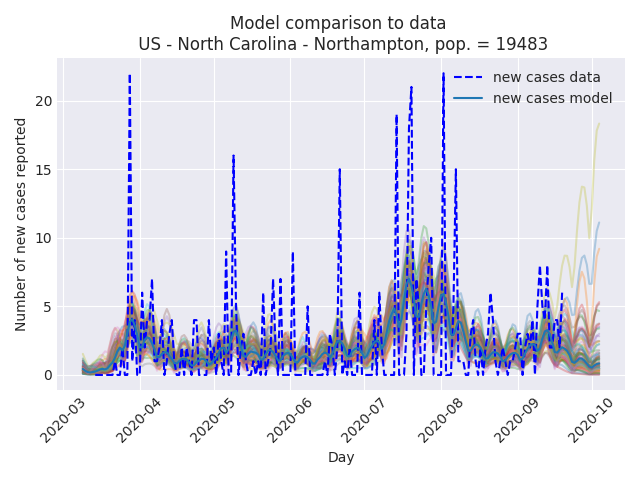 Model comparison to data
US - North Carolina - Northampton, pop. = 19483
new cases data
new cases model
Number of new cases reported
20
15
10
5
0
2020-03
2020-04
2020-05
2020-06
2020-07
2020-08
2020-09
2020-10
Day